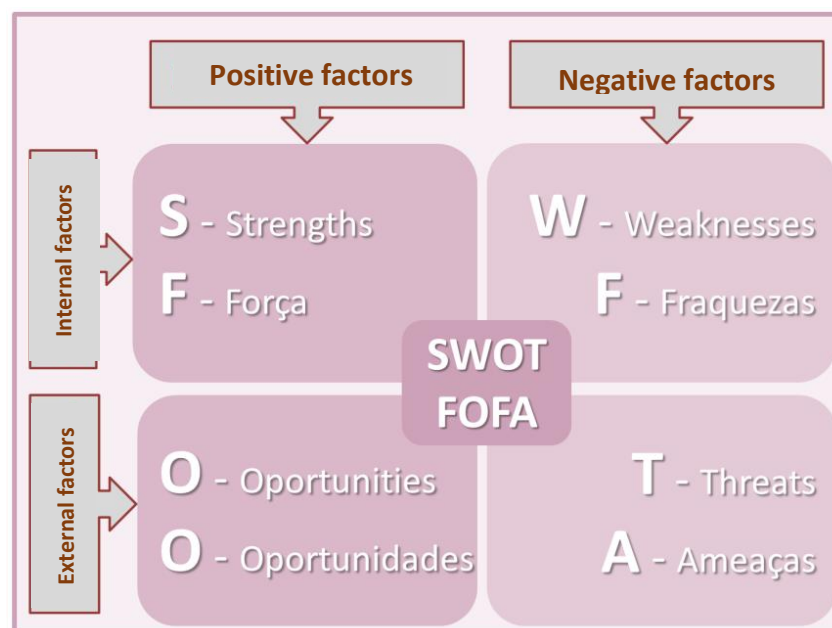 Positive factors
Negative factors
Internal factors
S - Strengths
F - Força
W - Weaknesses
F - Fraquezas
SWOT
FOFA
External factors
O - Oportunities
O - Oportunidades
T - Threats
A - Ameaças